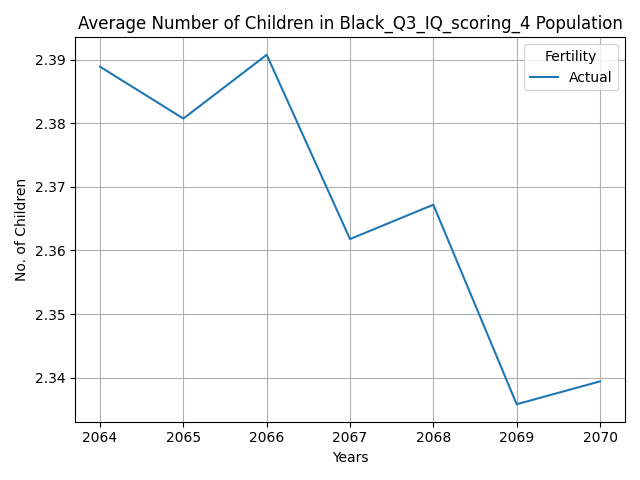 Average Number of Children in Black_Q3_IQ_scoring_4 Population
Fertility
Actual
No. of Children
2.39
2.38
2.37
2.36
2.35
2.34
2064 2065 2066 2067 2068 2069 2070
Years